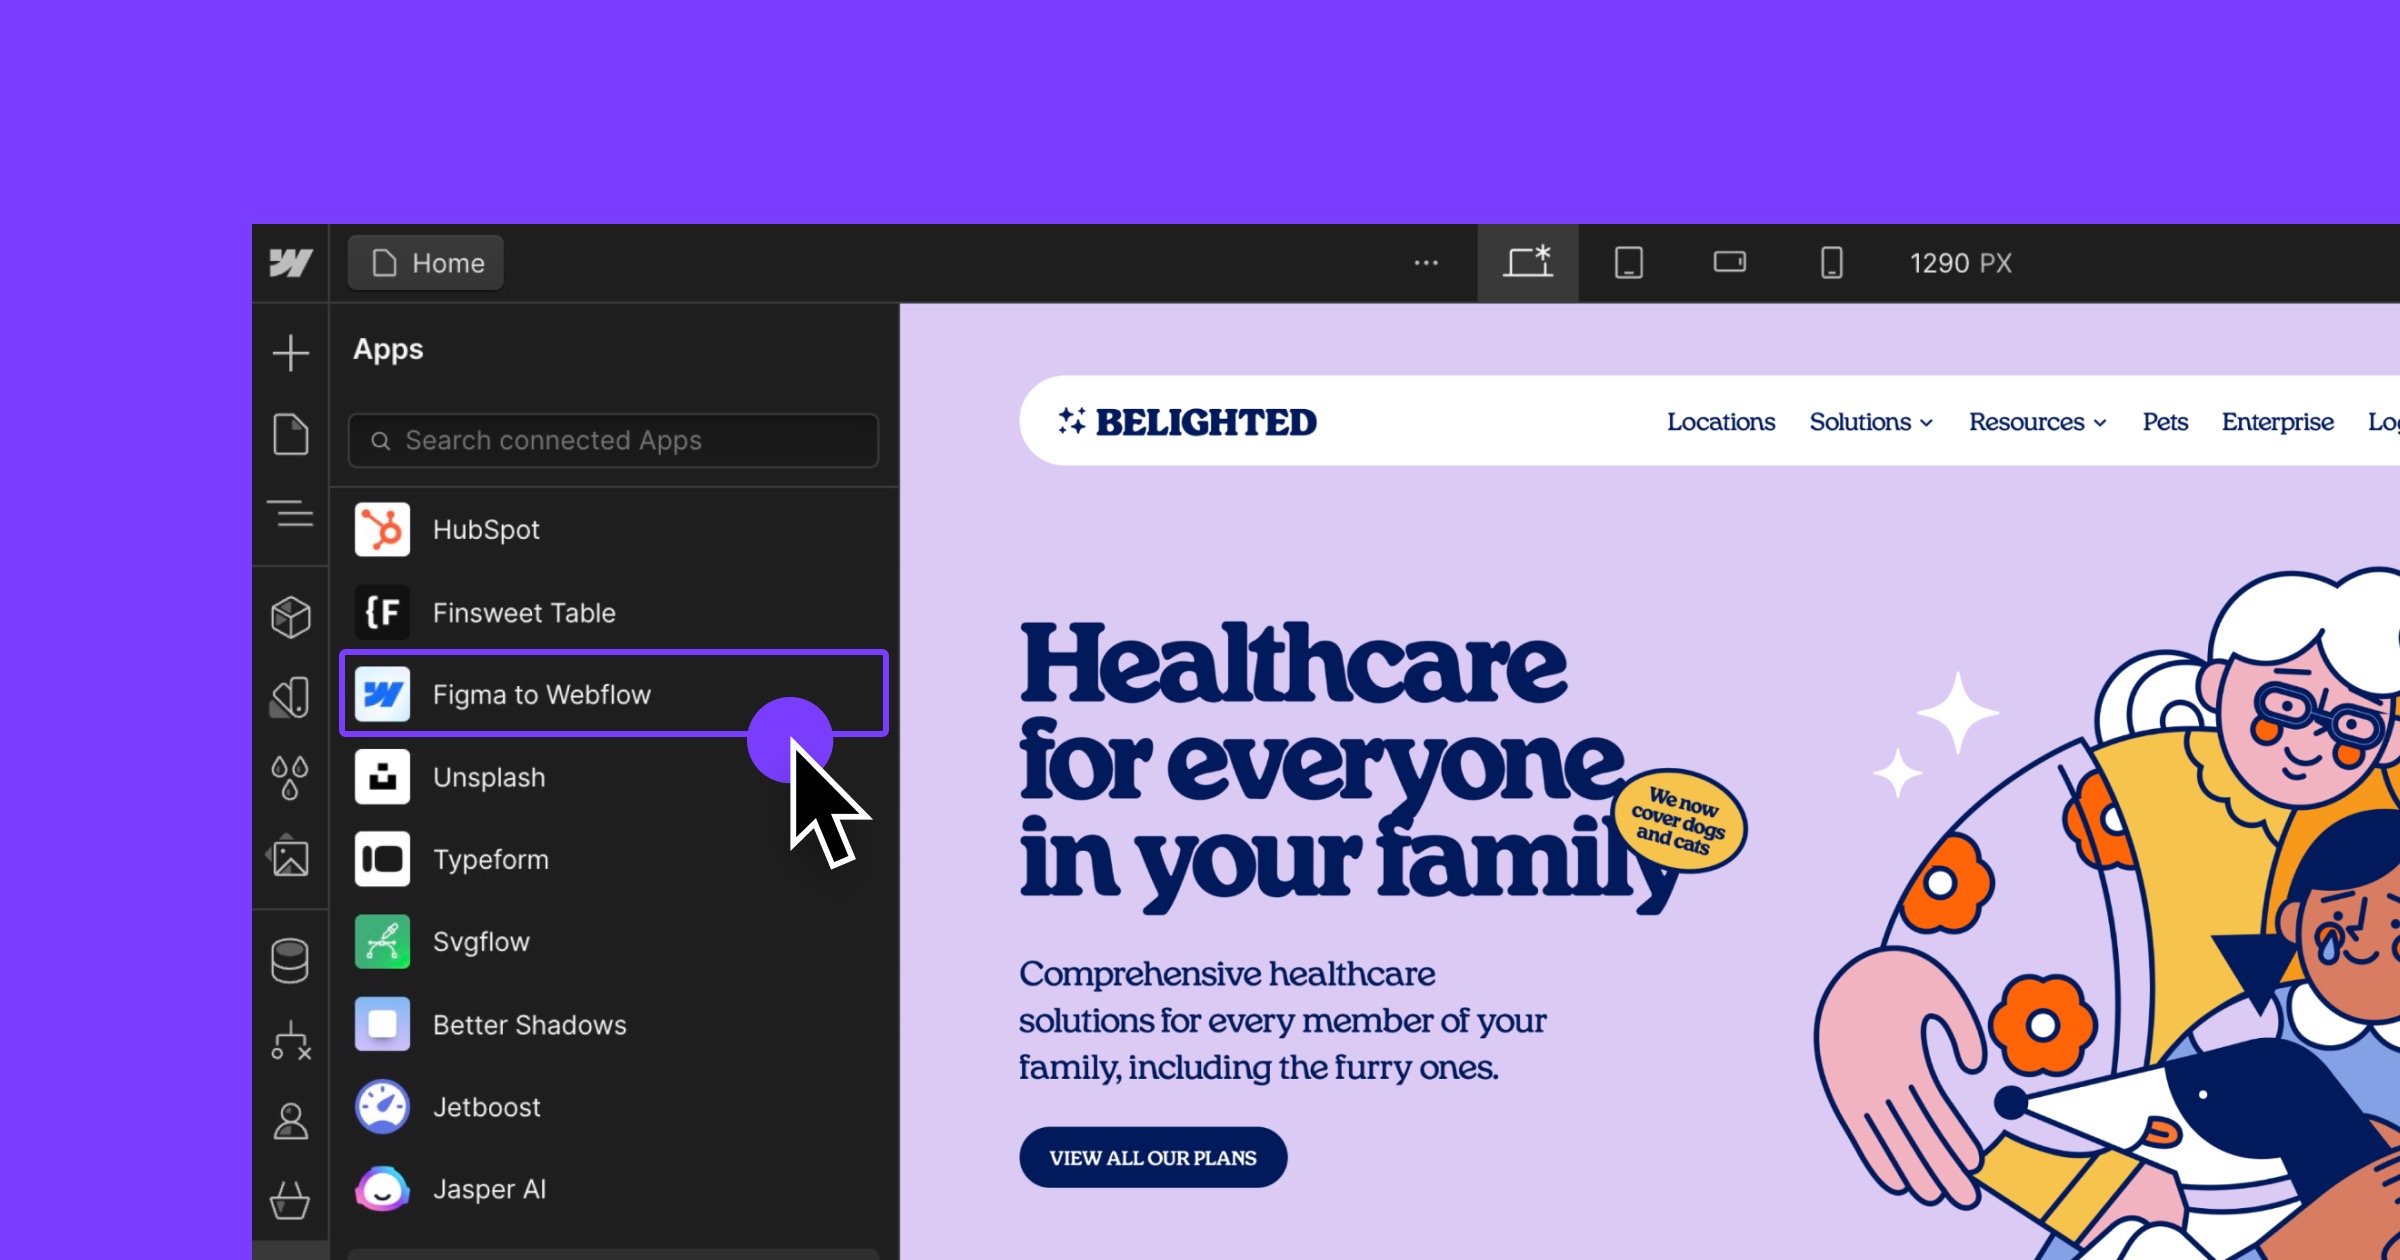 Home
1290 PX
Apps
Search connected Apps
HubSpot
{F Finsweet Table
Figma to Webflow
Unsplash
Typeform
Svgflow
Better Shadows
Jetboost
Jasper AI
BELIGHTED
Locations Solutions Resources Pets Enterprise
Healthcare
for everyone
in your family
We now
cover dogs
and cats
Comprehensive healthcare
solutions for every member of your
family, including the furry ones.
VIEW ALL OUR PLANS